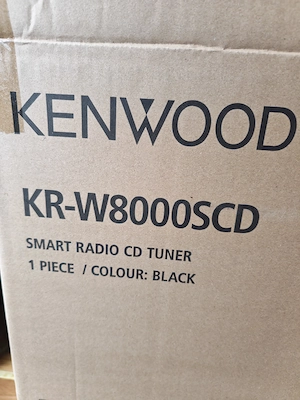 KENWOOD
KR-W8000SCD
SMART RADIO CD TUNER
1 PIECE / COLOUR: BLACK